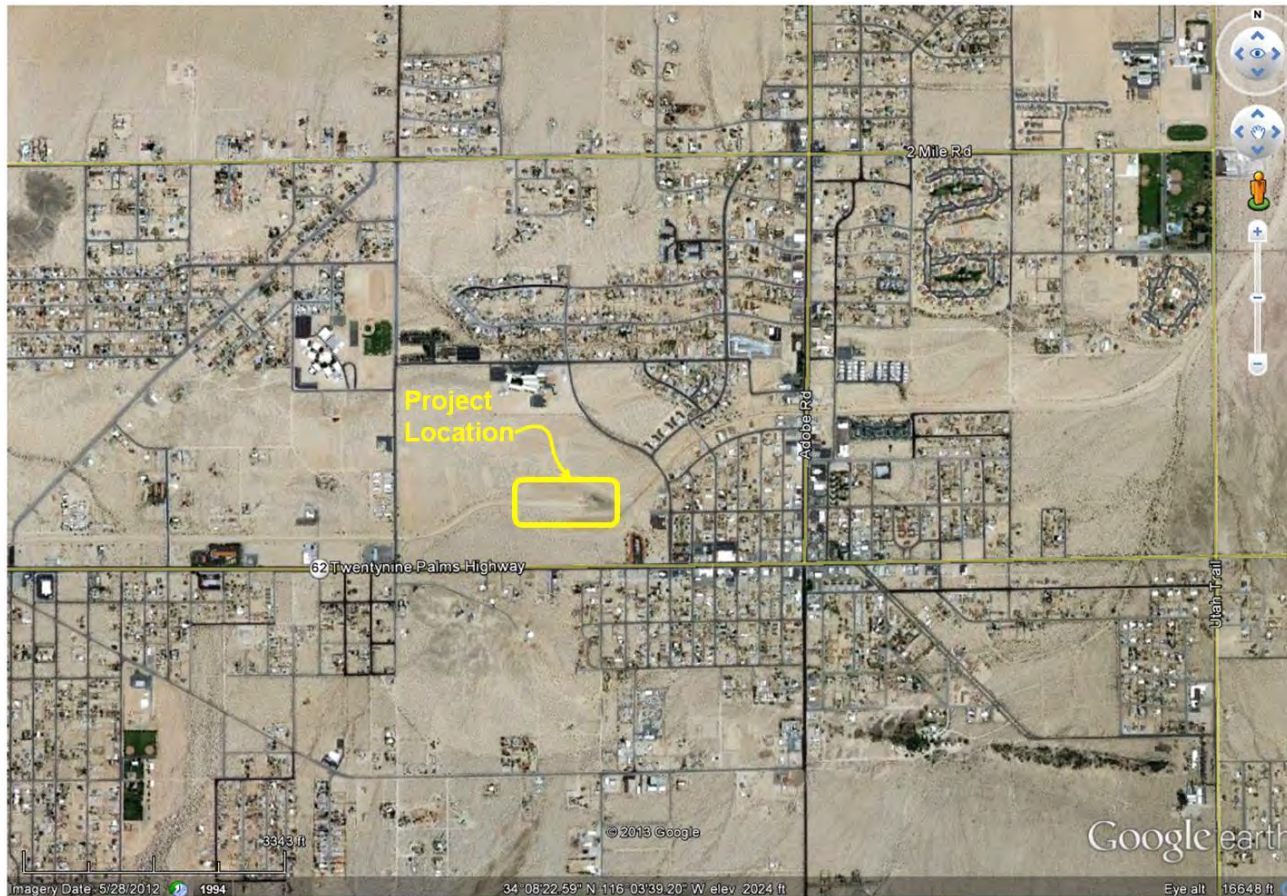 N
2 Mile Rd
Project
Location
Adobe Rd
62 Twentynine Palms Highway
Utah Trail
3343 ft
© 2013 Google
Google earth
Imagery Date: 5/28/2012 1994 34°08'22.59" N 116°03'39.20" W elev 2024 ft Eye alt 16648 ft